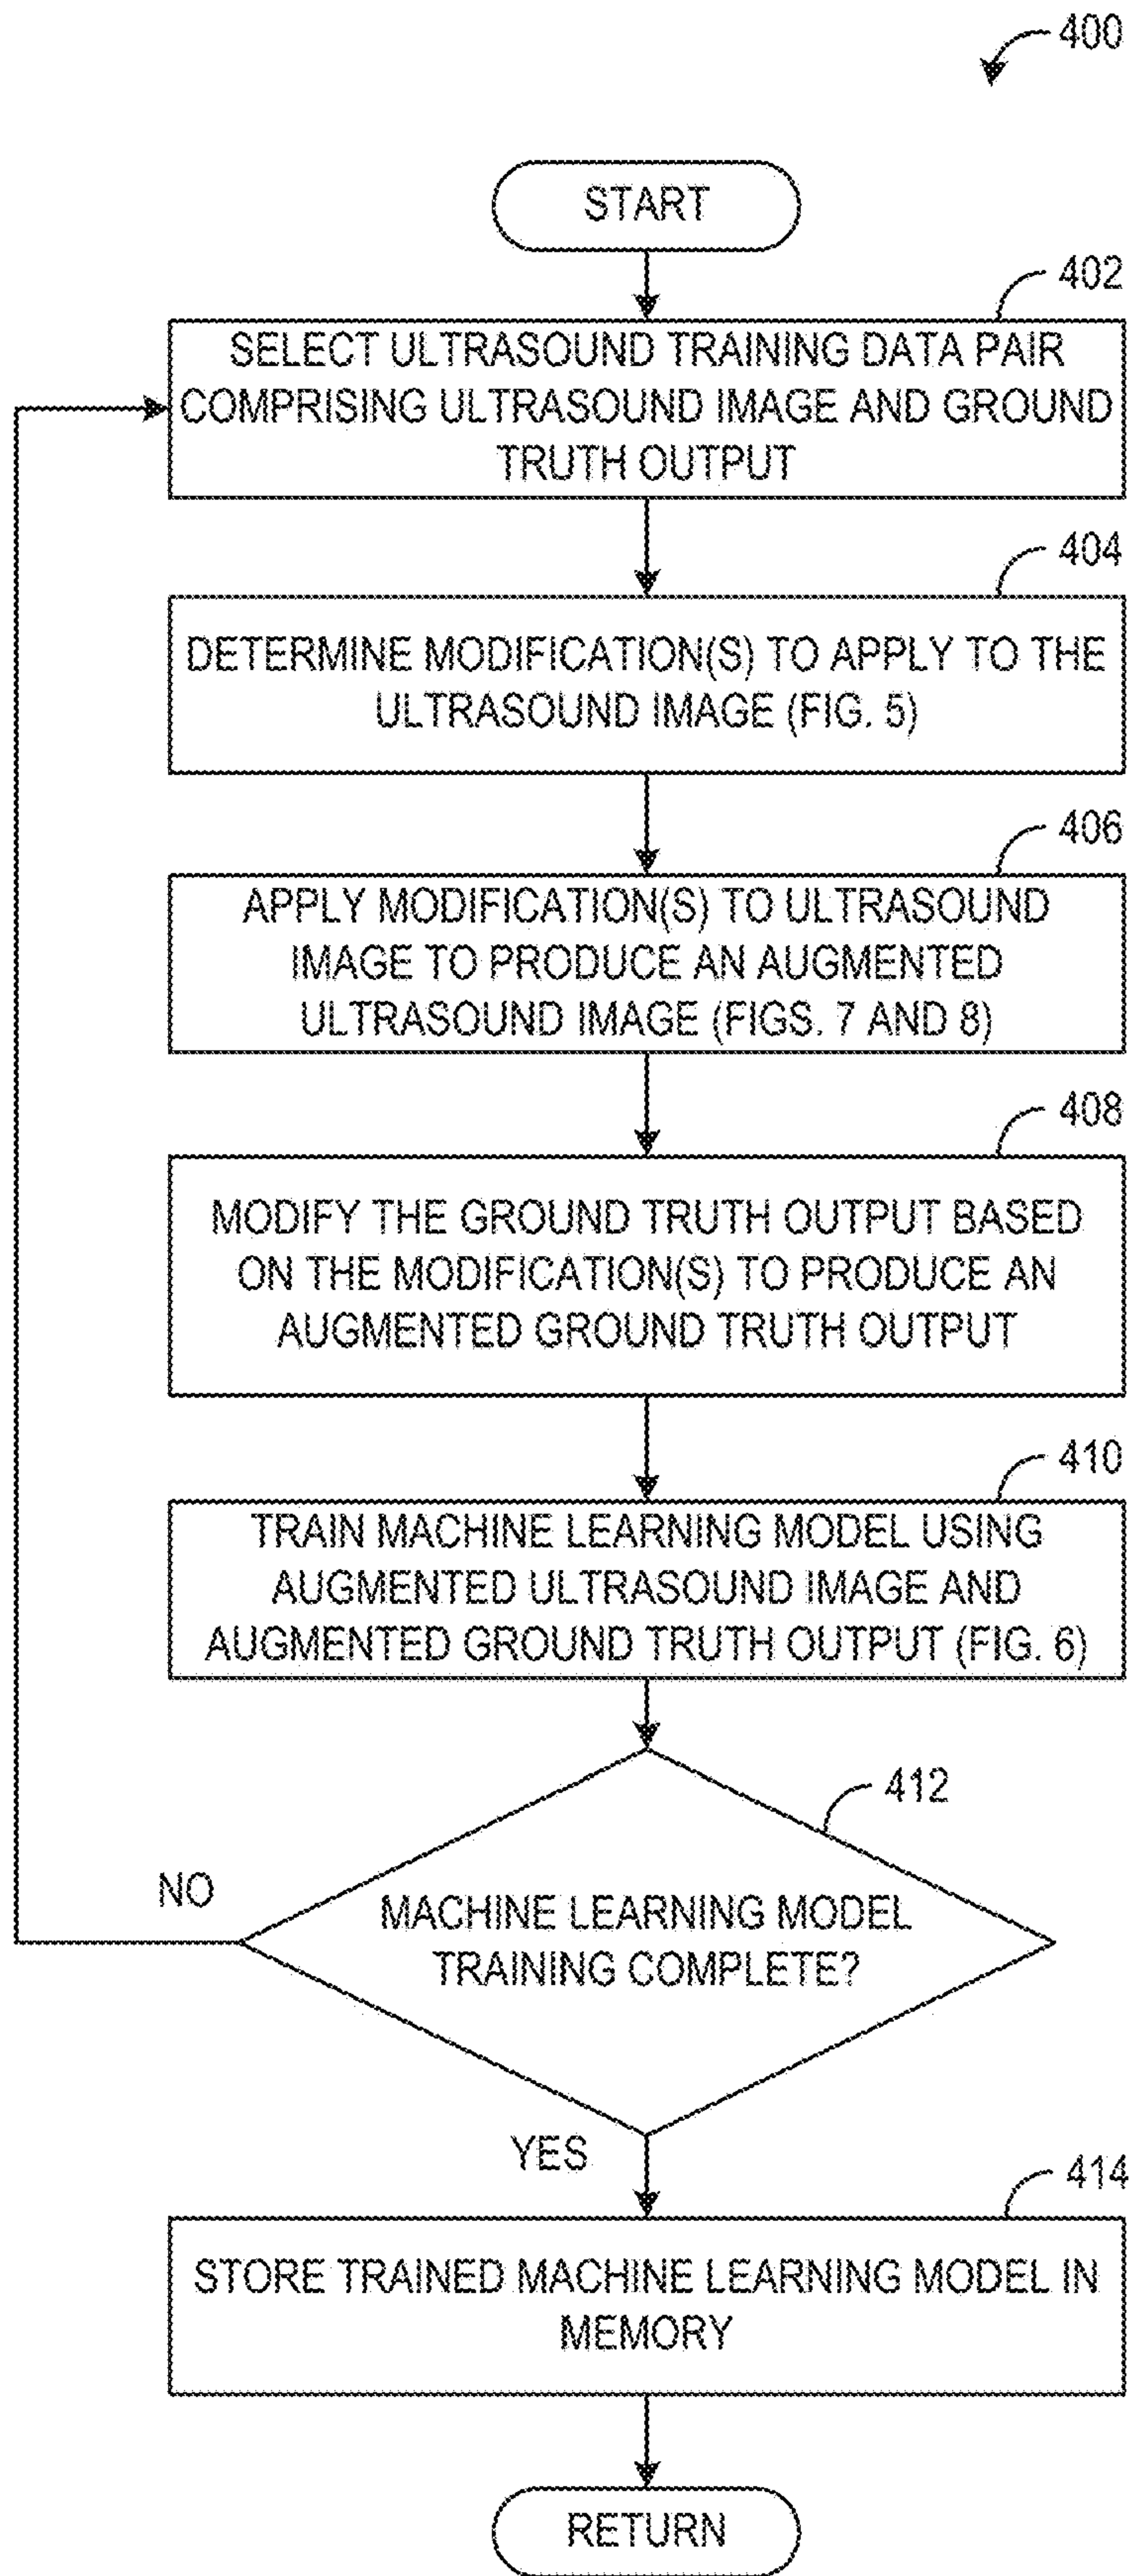 400
START
402
SELECT ULTRASOUND TRAINING DATA PAIR
COMPRISING ULTRASOUND IMAGE AND GROUND
TRUTH OUTPUT
404
DETERMINE MODIFICATION(S) TO APPLY TO THE
ULTRASOUND IMAGE (FIG. 5)
406
APPLY MODIFICATION(S) TO ULTRASOUND
IMAGE TO PRODUCE AN AUGMENTED
ULTRASOUND IMAGE (FIGS. 7 AND 8)
408
MODIFY THE GROUND TRUTH OUTPUT BASED
ON THE MODIFICATION(S) TO PRODUCE AN
AUGMENTED GROUND TRUTH OUTPUT
410
TRAIN MACHINE LEARNING MODEL USING
AUGMENTED ULTRASOUND IMAGE AND
AUGMENTED GROUND TRUTH OUTPUT (FIG. 6)
412
NO
MACHINE LEARNING MODEL
TRAINING COMPLETE?
YES
414
STORE TRAINED MACHINE LEARNING MODEL IN
MEMORY
RETURN